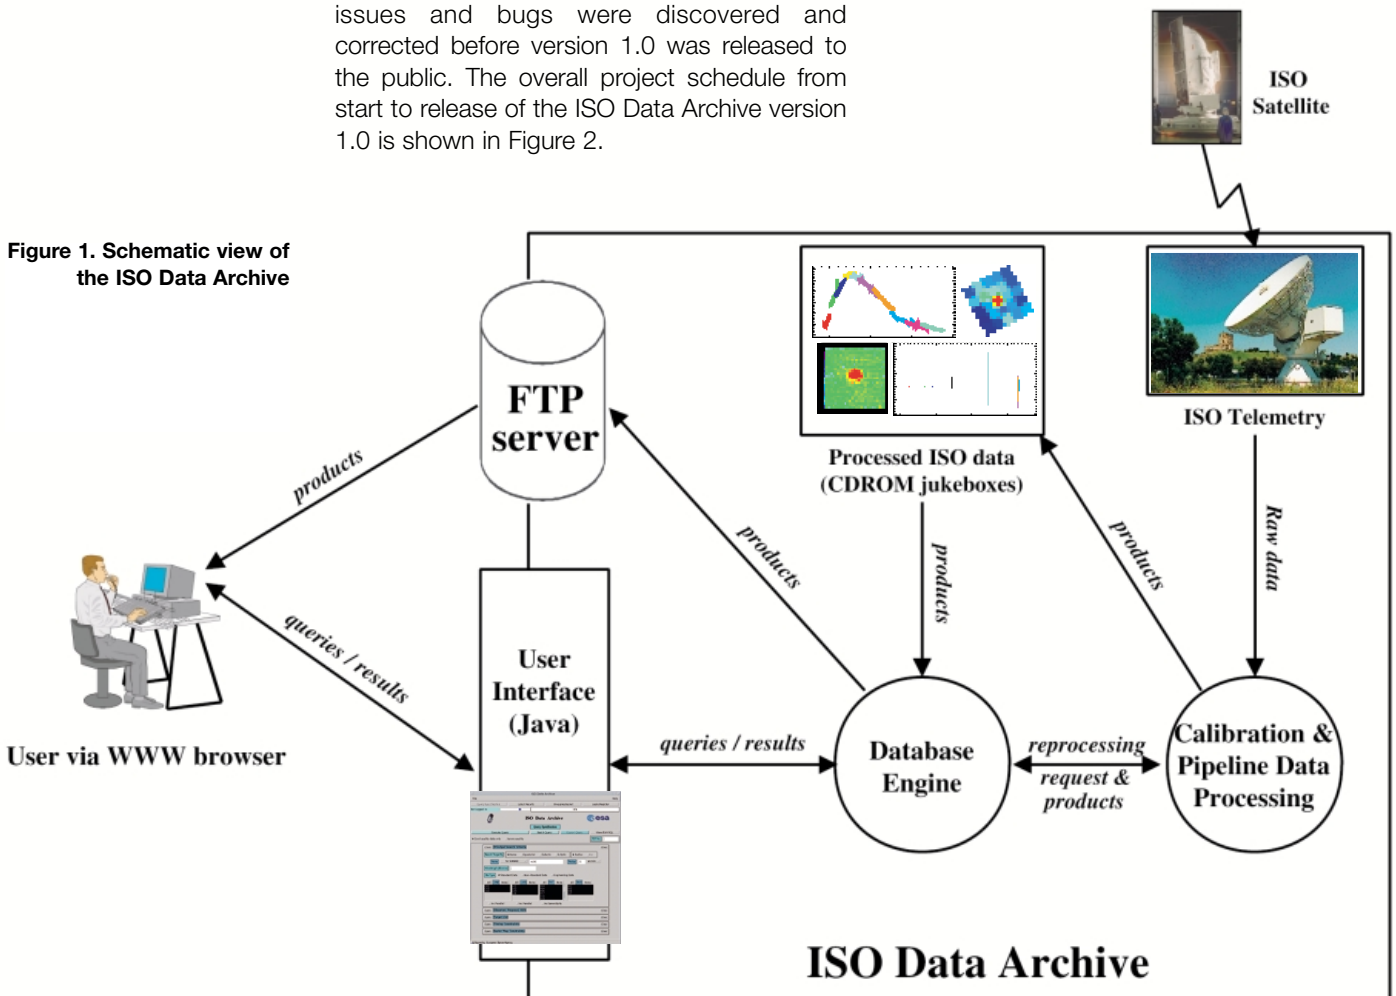 issues and bugs were discovered and
corrected before version 1.0 was released to
the public. The overall project schedule from
start to release of the ISO Data Archive version
1.0 is shown in Figure 2.
ISO
Satellite
Figure 1. Schematic view of
the ISO Data Archive
FTP
server
ISO Telemetry
Processed ISO data
(CDROM jukeboxes)
products
products
products
products
Raw data
queries / results
User
Interface
(Java)
User via WWW browser
queries / results
Database
Engine
reprocessing
request &
products
Calibration &
Pipeline Data
Processing
ISO Data Archive
esa
ISO Data Archive